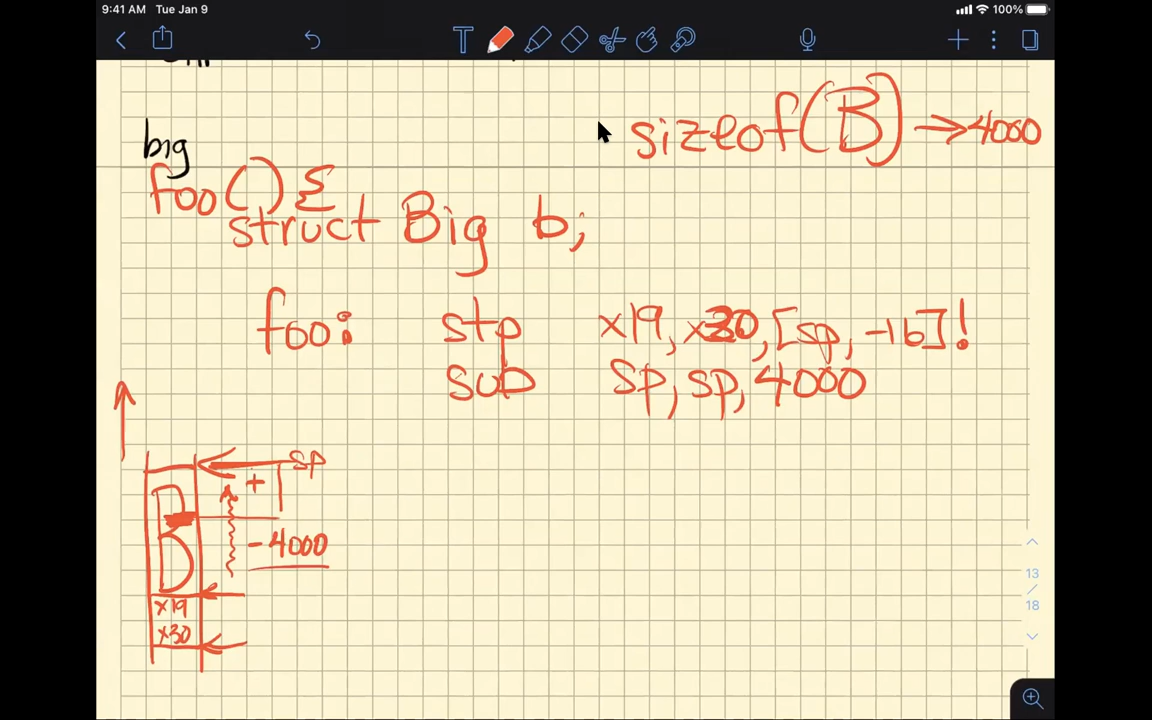 9:41 AM Tue Jan 9
100%
sizeof(B) → 4000
big
foo() {
struct Big b;
foo: stp x19, x30, [sp, -16]!
sub sp, sp, 4000
sp
+
B
-4000
x19
x30
13
/
18